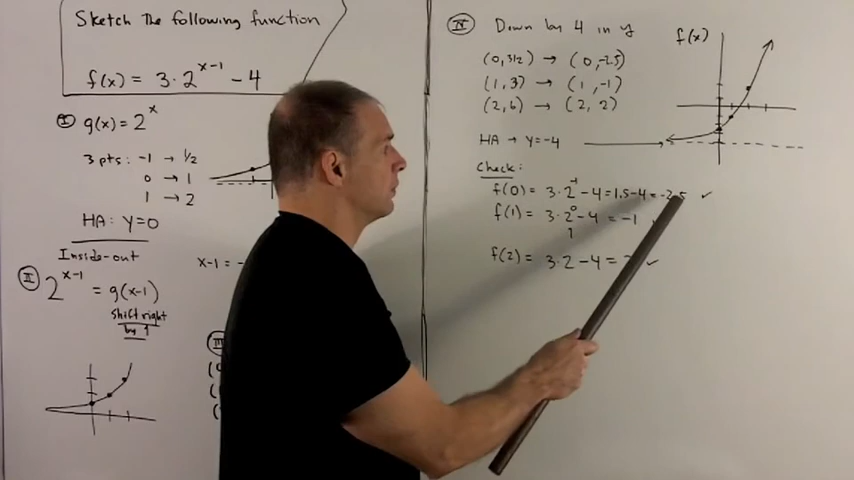 Sketch the following function
f(x) = 3·2^(x-1) - 4
I g(x) = 2^x
3 pts: -1 → 1/2
0 → 1
1 → 2
HA: y=0
Inside-out
II 2^(x-1) = g(x-1)
x-1 = -
Shift right
by 1
III
(0
(1
(
IV Down by 4 in y
f(x)
(0,3/2) → (0,-2.5)
(1,3) → (1,-1)
(2,6) → (2,2)
HA → y=-4
Check:
f(0) = 3·2^-1 - 4 = 1.5-4 = -2.5 ✓
f(1) = 3·2^0 - 4 = -1
1
f(2) = 3·2 - 4 = 2 ✓